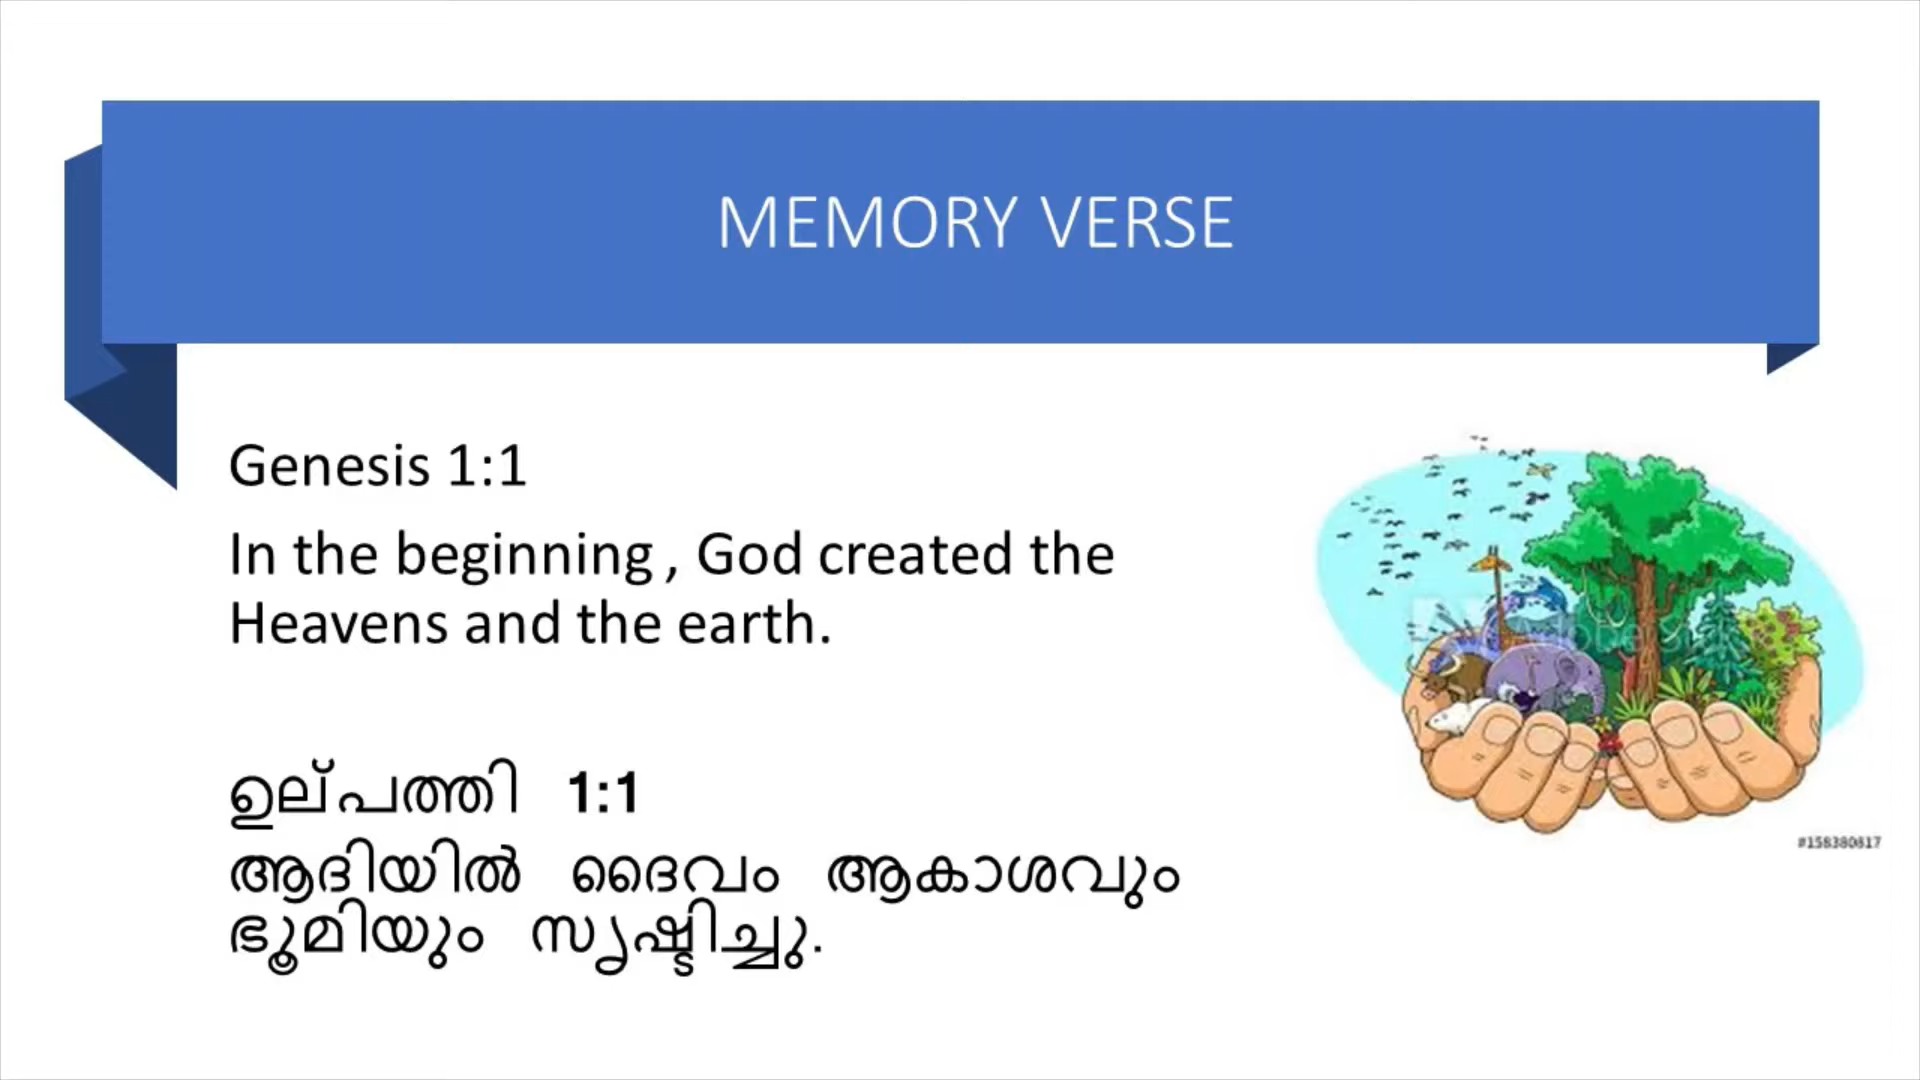 MEMORY VERSE
Genesis 1:1
In the beginning , God created the
Heavens and the earth.
ഉല്പത്തി 1:1
ആദിയിൽ ദൈവം ആകാശവും
ഭൂമിയും സൃഷ്ടിച്ചു.
#158380817